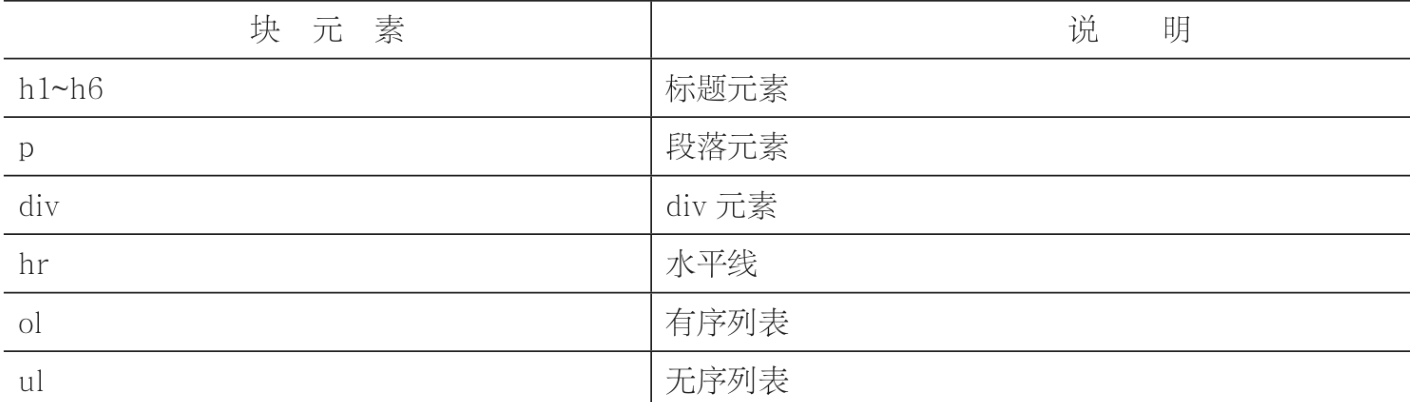 块 元 素 说 明
h1~h6 标题元素
p 段落元素
div div 元素
hr 水平线
ol 有序列表
ul 无序列表